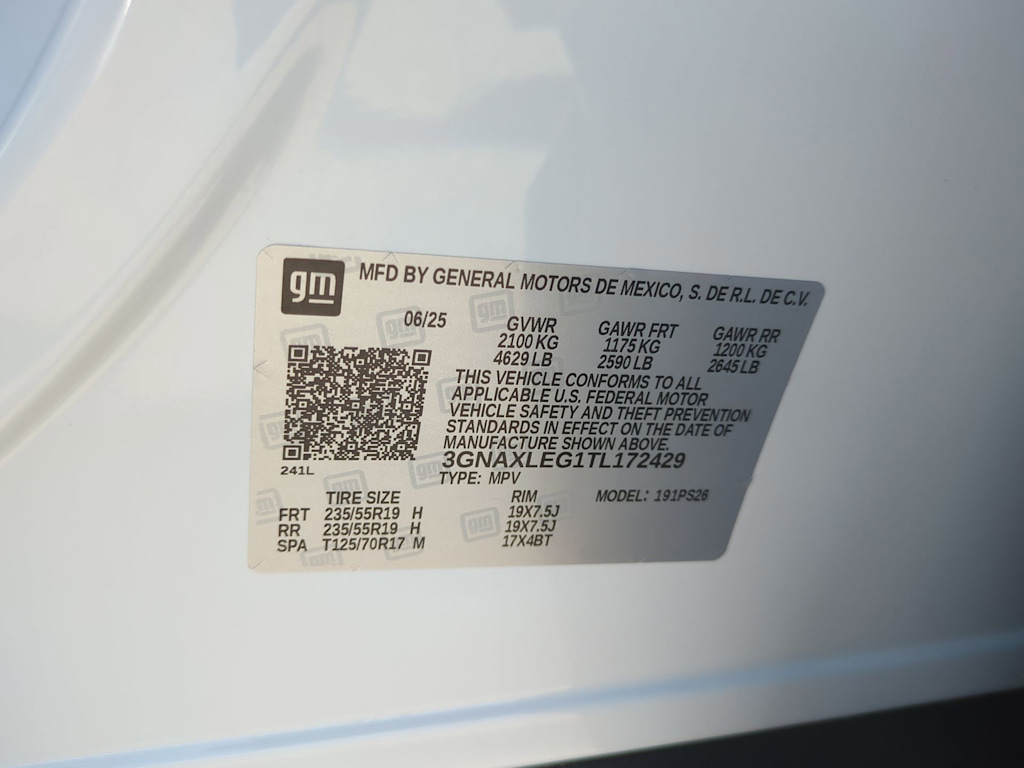 gm MFD BY GENERAL MOTORS DE MEXICO, S. DE R.L. DE C.V.
06/25 GVWR GAWR FRT GAWR RR
2100 KG 1175 KG 1200 KG
4629 LB 2590 LB 2645 LB
THIS VEHICLE CONFORMS TO ALL
APPLICABLE U.S. FEDERAL MOTOR
VEHICLE SAFETY AND THEFT PREVENTION
STANDARDS IN EFFECT ON THE DATE OF
MANUFACTURE SHOWN ABOVE.
3GNAXLEG1TL172429
241L TYPE: MPV
TIRE SIZE RIM MODEL: 191PS26
FRT 235/55R19 H 19X7.5J
RR 235/55R19 H 19X7.5J
SPA T125/70R17 M 17X4BT